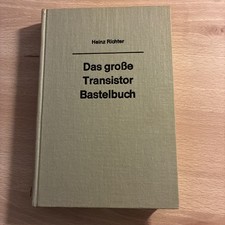 Heinz Richter
Das große
Transistor
Bastelbuch